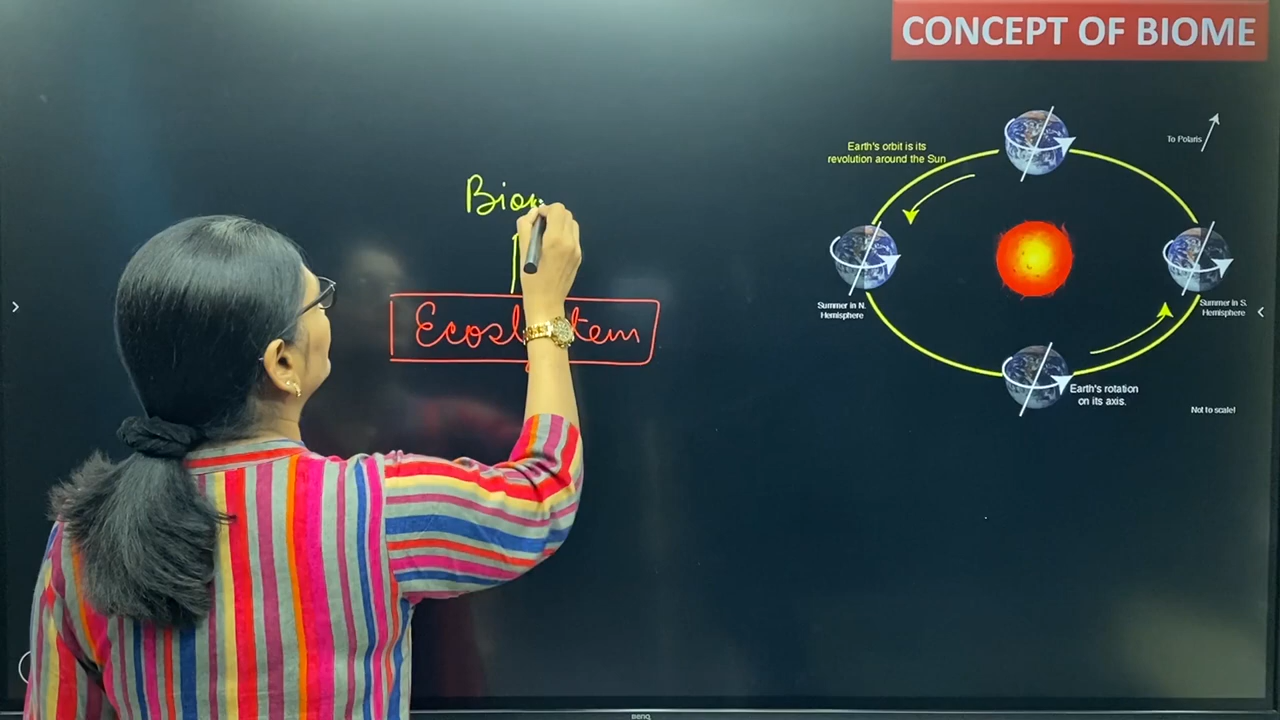 CONCEPT OF BIOME
To Polaris
Earth's orbit is its
revolution around the Sun
Summer in N.
Hemisphere
Summer in S.
Hemisphere
Earth's rotation
on its axis.
Not to scale!
BenQ